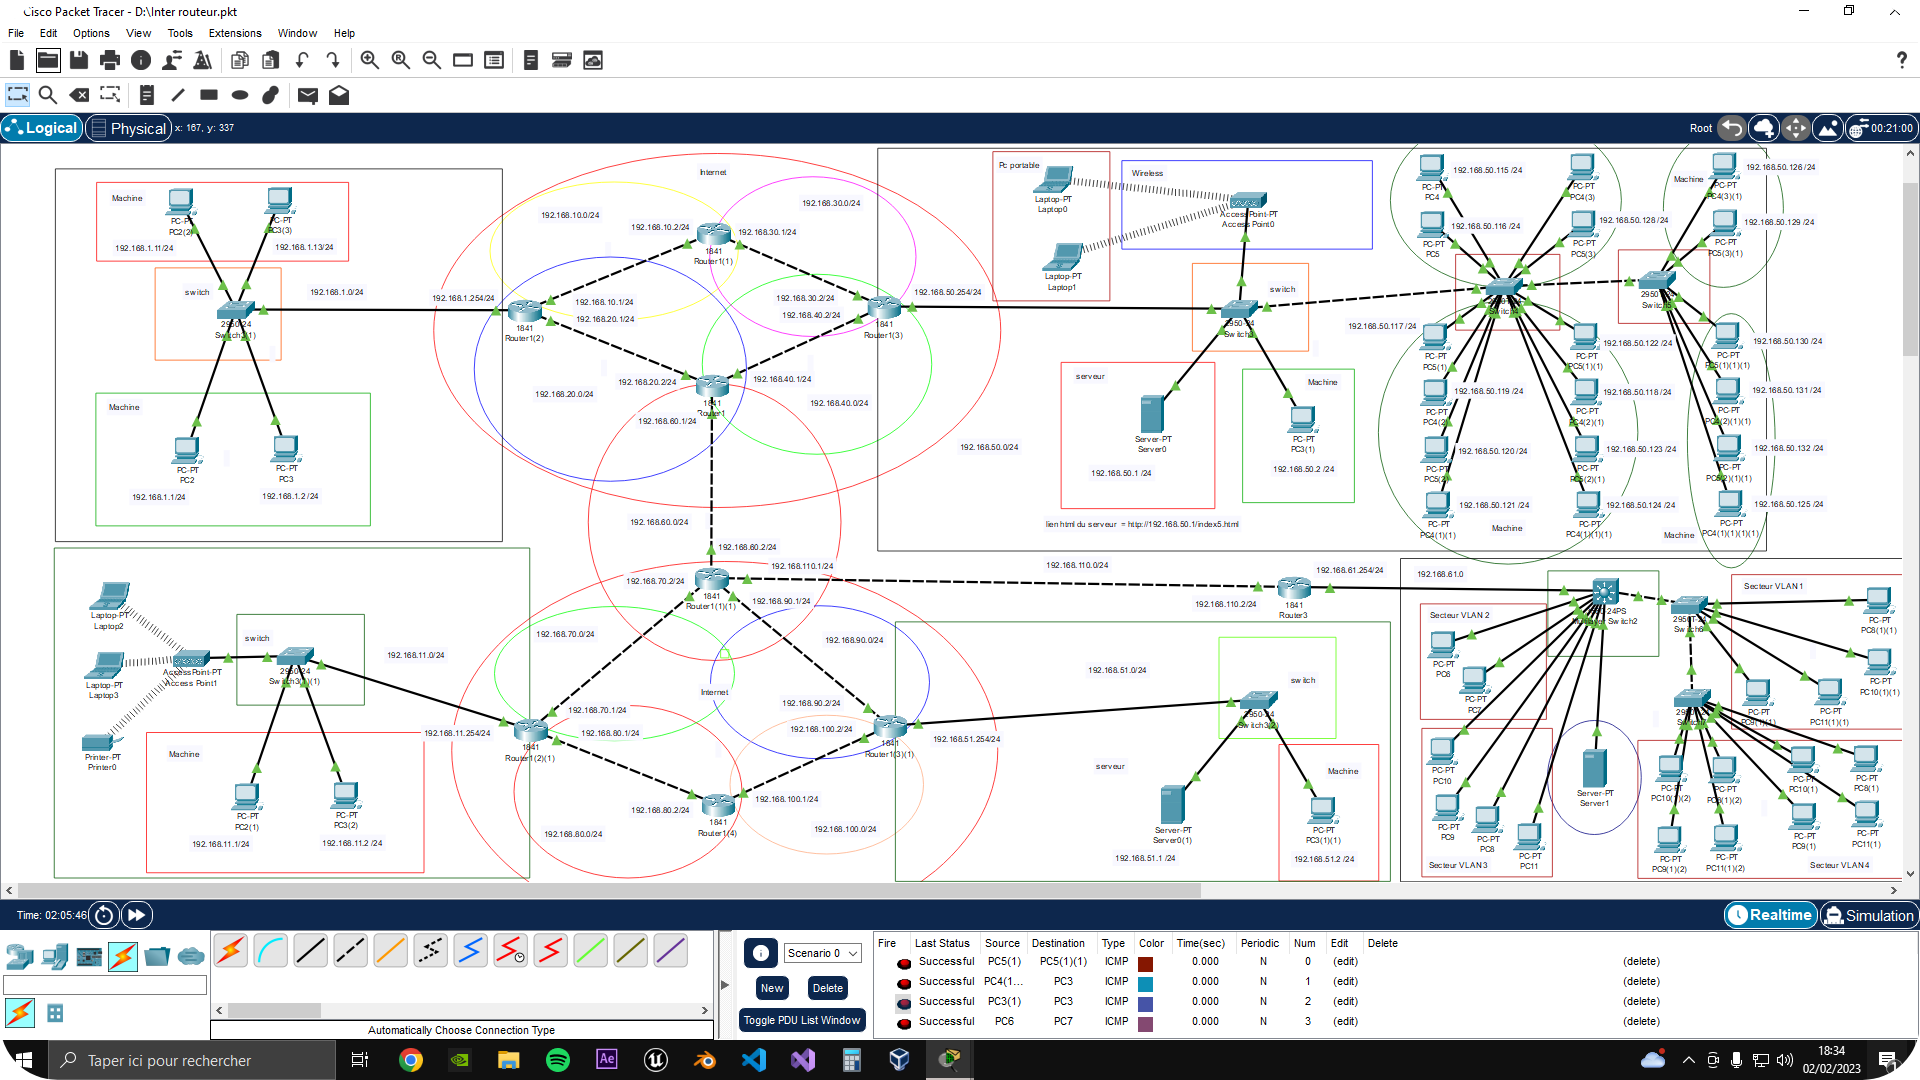 Cisco Packet Tracer - D:\Inter routeur.pkt
File Edit Options View Tools Extensions Window Help
Logical
Physical
x: 167, y: 337
Root
00:21:00
Machine
PC-PT
PC2(2)
PC-PT
PC3(3)
192.168.1.11/24
192.168.1.13/24
switch
192.168.1.0/24
2950-24
192.168.1.254/24
Machine
PC-PT
PC2
PC-PT
PC3
192.168.1.1/24
192.168.1.2 /24
Internet
192.168.10.0/24
192.168.30.0/24
192.168.10.2/24
192.168.30.1/24
1841
Router1(1)
192.168.10.1/24
192.168.20.1/24
1841
Router1(2)
192.168.30.2/24
192.168.40.2/24
1841
Router1(3)
192.168.50.254/24
192.168.20.2/24
192.168.40.1/24
192.168.20.0/24
1841
Router1
192.168.40.0/24
192.168.60.1/24
192.168.60.0/24
192.168.60.2/24
Pc portable
Laptop-PT
Laptop0
Laptop-PT
Laptop1
Wireless
AccessPoint-PT
Access Point0
switch
2950-24
serveur
Server-PT
Server0
192.168.50.1 /24
Machine
PC-PT
PC3(1)
192.168.50.2 /24
192.168.50.0/24
lien html du serveur = http://192.168.50.1/index5.html
192.168.50.115 /24
192.168.50.126 /24
Machine
PC-PT
PC4
PC-PT
PC4(3)
PC4(3)(1)
192.168.50.116 /24
192.168.50.128 /24
192.168.50.129 /24
PC-PT
PC5
PC-PT
PC5(3)
PC-PT
PC5(3)(1)
192.168.50.117 /24
192.168.50.122 /24
192.168.50.130 /24
PC-PT
PC5(1)
PC-PT
PC5(1)(1)
PC-PT
PC5(1)(1)(1)
192.168.50.119 /24
192.168.50.118 /24
192.168.50.131 /24
PC-PT
PC4(2)
PC-PT
PC4(2)(1)
PC-PT
PC4(2)(1)(1)
192.168.50.120 /24
192.168.50.123 /24
192.168.50.132 /24
PC-PT
PC5(2)
PC-PT
PC5(2)(1)
PC-PT
PC5(2)(1)(1)
192.168.50.121 /24
192.168.50.124 /24
192.168.50.125 /24
PC-PT
PC4(1)(1)
PC-PT
PC4(1)(1)(1)
PC-PT
PC4(1)(1)(1)(1)
Machine
Machine
Laptop-PT
Laptop2
Laptop-PT
Laptop3
Printer-PT
Printer0
AccessPoint-PT
Access Point1
switch
2950-24
Switch3(1)(1)
192.168.11.0/24
192.168.11.254/24
Machine
PC-PT
PC2(1)
PC-PT
PC3(2)
192.168.11.1/24
192.168.11.2 /24
192.168.110.1/24
192.168.70.2/24
1841
Router1(1)(1)
192.168.90.1/24
192.168.70.0/24
192.168.90.0/24
Internet
192.168.70.1/24
192.168.80.1/24
1841
Router1(2)(1)
192.168.90.2/24
192.168.100.2/24
1841
Router1(3)(1)
192.168.51.254/24
192.168.80.2/24
192.168.100.1/24
1841
Router1(4)
192.168.80.0/24
192.168.100.0/24
192.168.110.0/24
192.168.61.254/24
192.168.110.2/24
1841
Router3
192.168.51.0/24
switch
2950-24
Switch3(2)
serveur
Server-PT
Server0(1)
192.168.51.1 /24
Machine
PC-PT
PC3(1)(1)
192.168.51.2 /24
192.168.61.0
Secteur VLAN 1
Secteur VLAN 2
Multilayer Switch2
2950T-24
Switch6
PC-PT
PC8(1)(1)
PC-PT
PC6
PC-PT
PC7
PC-PT
PC10(1)(1)
PC-PT
PC9(1)(1)
PC-PT
PC11(1)(1)
PC-PT
PC10
PC-PT
PC9
PC-PT
PC8
PC-PT
PC11
Secteur VLAN3
Server-PT
Server1
PC-PT
PC10(1)(2)
PC-PT
PC8(1)(2)
PC-PT
PC10(1)
PC-PT
PC8(1)
PC-PT
PC9(1)(2)
PC-PT
PC11(1)(2)
PC-PT
PC9(1)
PC-PT
PC11(1)
Secteur VLAN4
Time: 02:05:46
Realtime
Simulation
Automatically Choose Connection Type
Scenario 0
New
Delete
Toggle PDU List Window
Fire Last Status Source Destination Type Color Time(sec) Periodic Num Edit Delete
Successful PC5(1) PC5(1)(1) ICMP 0.000 N 0 (edit) (delete)
Successful PC4(1... PC3 ICMP 0.000 N 1 (edit) (delete)
Successful PC3(1) PC3 ICMP 0.000 N 2 (edit) (delete)
Successful PC6 PC7 ICMP 0.000 N 3 (edit) (delete)
Taper ici pour rechercher
18:34
02/02/2023